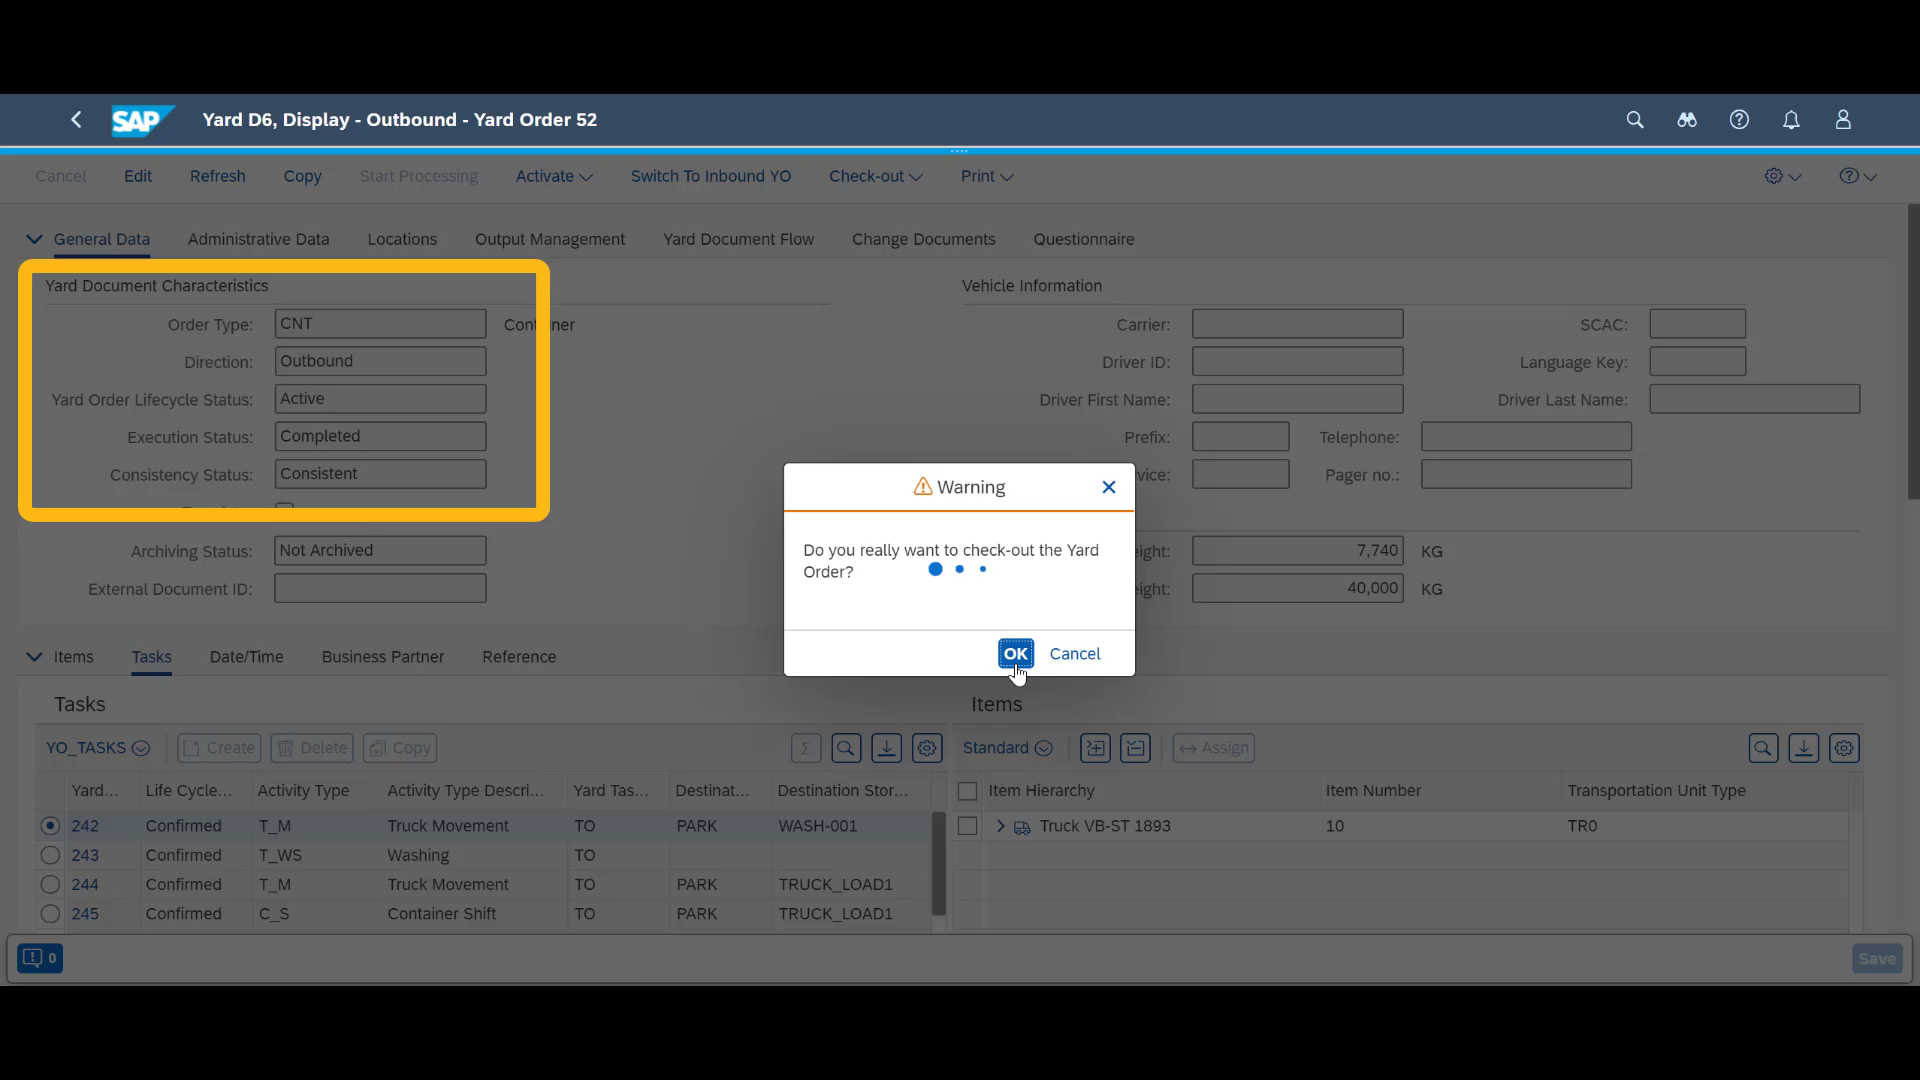 SAP Yard D6, Display - Outbound - Yard Order 52
Cancel Edit Refresh Copy Start Processing Activate Switch To Inbound YO Check-out Print
General Data Administrative Data Locations Output Management Yard Document Flow Change Documents Questionnaire
Yard Document Characteristics
Order Type: CNT Container
Direction: Outbound
Yard Order Lifecycle Status: Active
Execution Status: Completed
Consistency Status: Consistent
Archiving Status: Not Archived
External Document ID:
Vehicle Information
Carrier: SCAC:
Driver ID: Language Key:
Driver First Name: Driver Last Name:
Prefix: Telephone:
vice: Pager no.:
eight: 7,740 KG
eight: 40,000 KG
Warning
Do you really want to check-out the Yard
Order?
OK Cancel
Items Tasks Date/Time Business Partner Reference
Tasks
YO_TASKS Create Delete Copy
Yard... Life Cycle... Activity Type Activity Type Descri... Yard Tas... Destinat... Destination Stor...
242 Confirmed T_M Truck Movement TO PARK WASH-001
243 Confirmed T_WS Washing TO
244 Confirmed T_M Truck Movement TO PARK TRUCK_LOAD1
245 Confirmed C_S Container Shift TO PARK TRUCK_LOAD1
Items
Standard Assign
Item Hierarchy Item Number Transportation Unit Type
Truck VB-ST 1893 10 TR0
0 Save